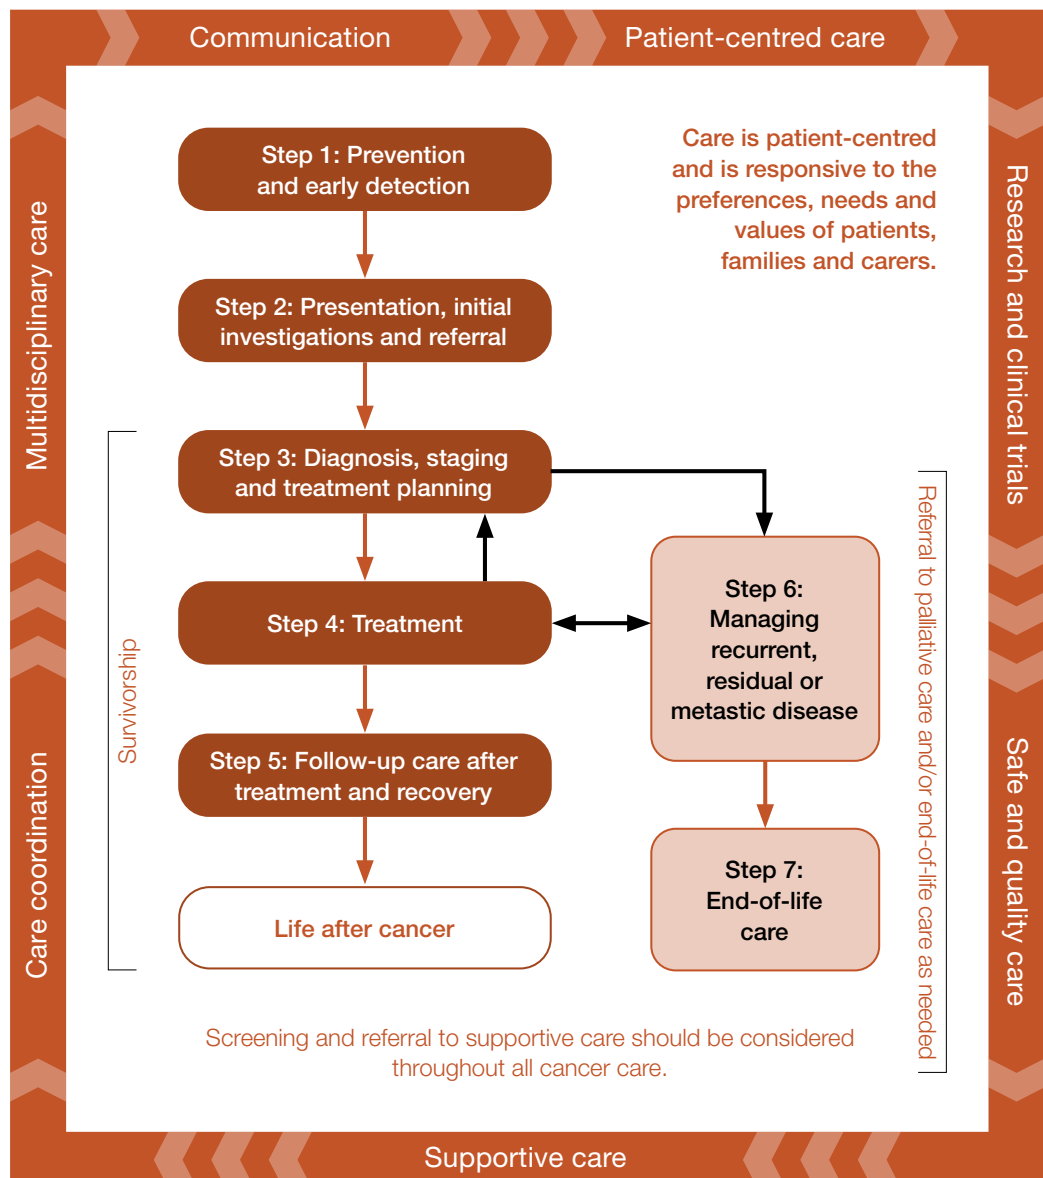 Communication
Patient-centred care
Multidisciplinary care
Care coordination
Research and clinical trials
Safe and quality care
Supportive care
Care is patient-centred
and is responsive to the
preferences, needs and
values of patients,
families and carers.
Step 1: Prevention
and early detection
Step 2: Presentation, initial
investigations and referral
Survivorship
Step 3: Diagnosis, staging
and treatment planning
Step 4: Treatment
Step 5: Follow-up care after
treatment and recovery
Life after cancer
Step 6:
Managing
recurrent,
residual or
metastic disease
Step 7:
End-of-life
care
Referral to palliative care and/or end-of-life care as needed
Screening and referral to supportive care should be considered
throughout all cancer care.